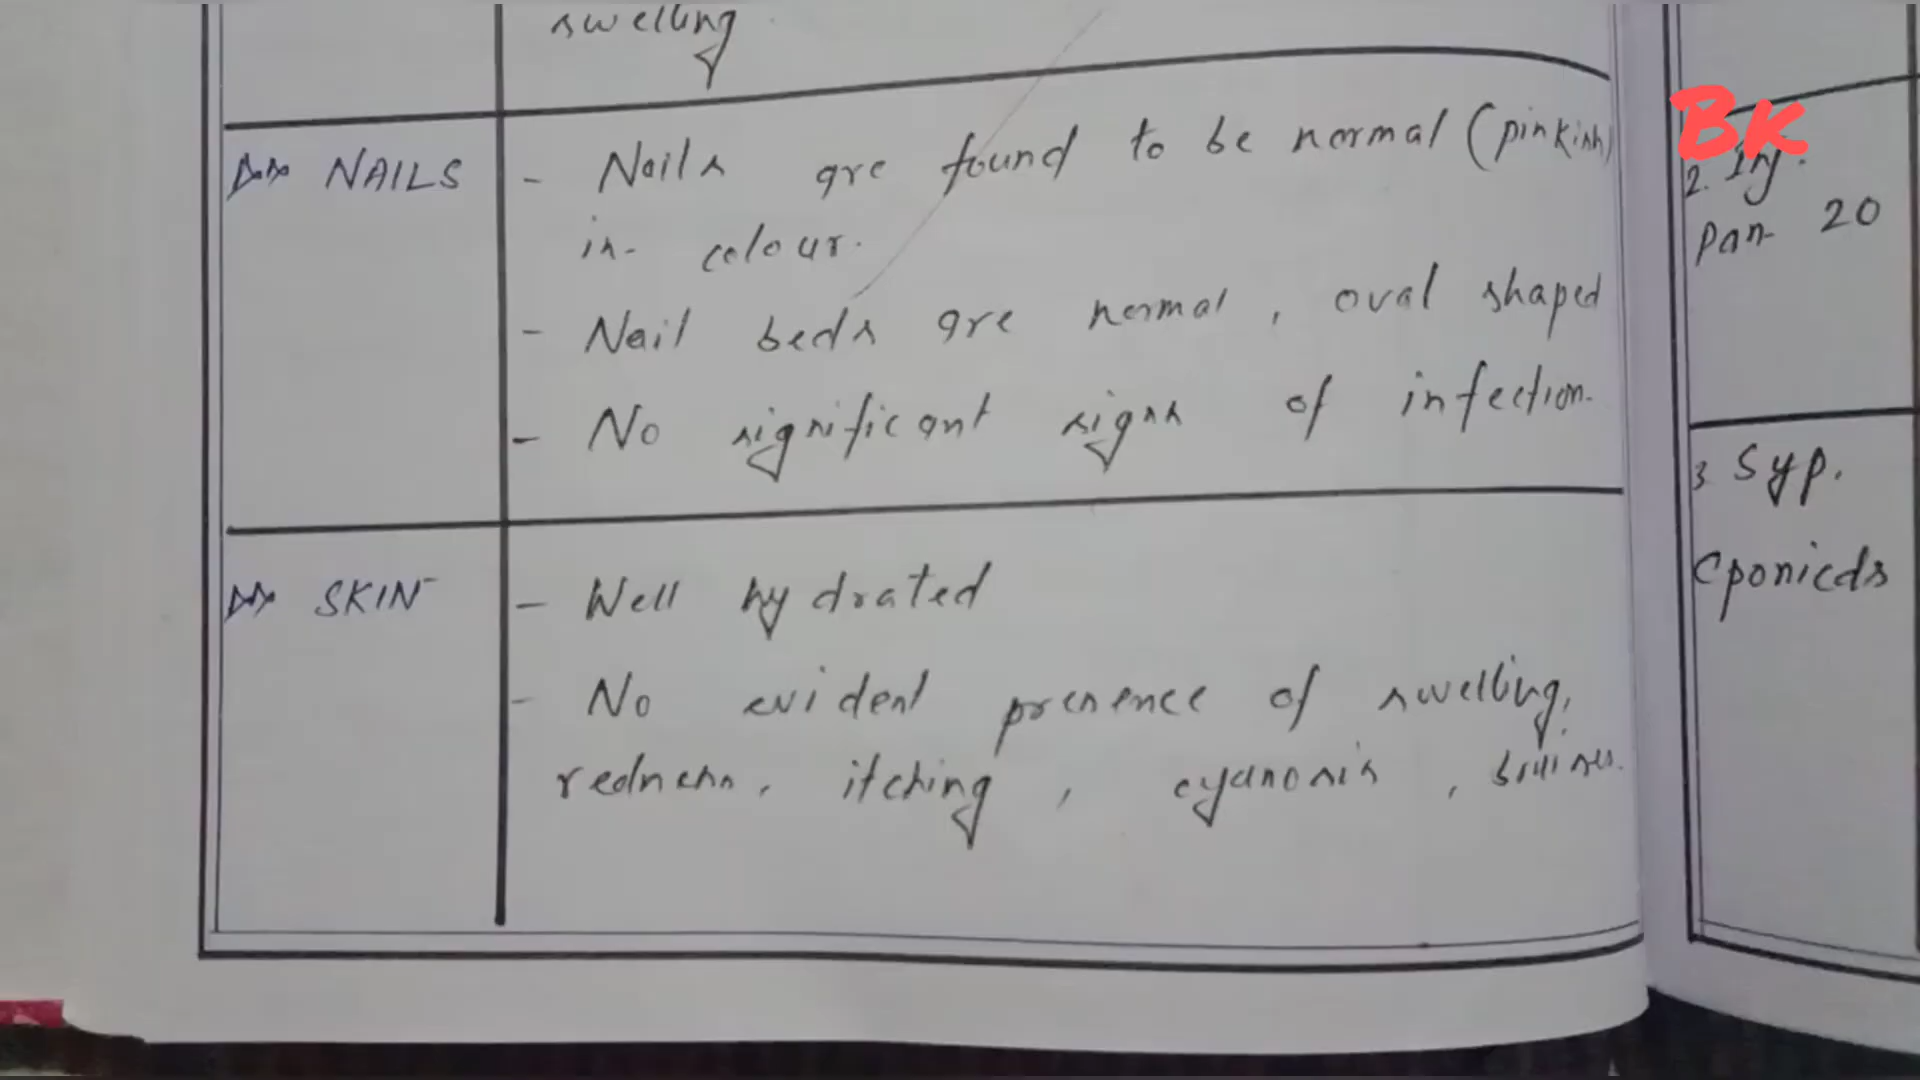 swelling
▷▷ NAILS - Nails are found to be normal (pinkish)
in colour.
- Nail beds are normal, oval shaped
- No significant signs of infection.
▷▷ SKIN - Well hydrated
- No evident presence of swelling,
redness, itching, cyanosis, bruises.
BK
2. Inj.
Pan 20
3 Syp.